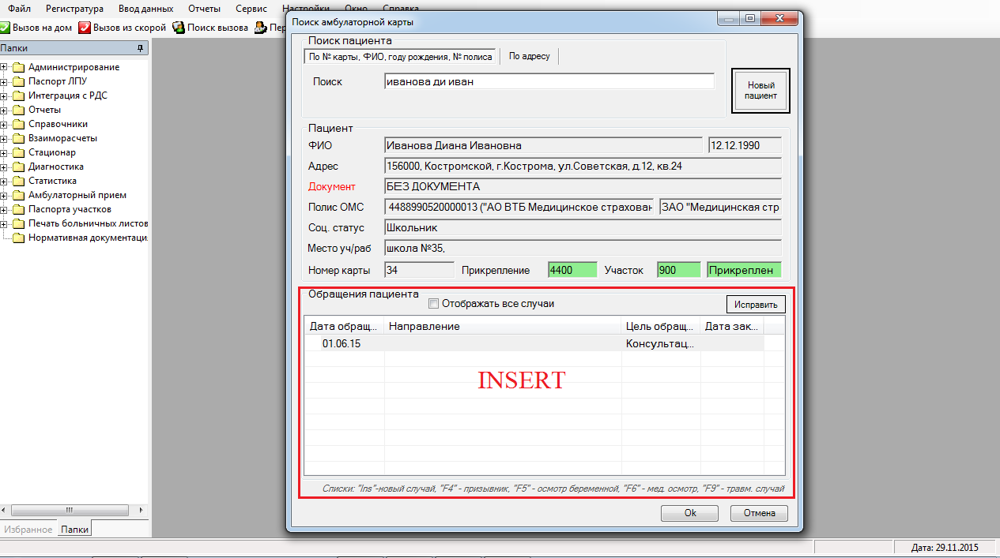 Файл Регистратура Ввод данных Отчеты Сервис Настройки Окно Справка
Вызов на дом Вызов из скорой Поиск вызова Пер
Папки
Администрирование
Паспорт ЛПУ
Интеграция с РДС
Отчеты
Справочники
Взаиморасчеты
Стационар
Диагностика
Статистика
Амбулаторный прием
Паспорта участков
Печать больничных листов
Нормативная документаци
Избранное Папки
Поиск амбулаторной карты
Поиск пациента
По № карты, ФИО, году рождения, № полиса По адресу
Поиск иванова ди иван
Новый
пациент
Пациент
ФИО Иванова Диана Ивановна 12.12.1990
Адрес 156000, Костромской, г.Кострома, ул.Советская, д.12, кв.24
Документ БЕЗ ДОКУМЕНТА
Полис ОМС 4488990520000013 ("АО ВТБ Медицинское страхован ЗАО "Медицинская стр
Соц. статус Школьник
Место уч/раб школа №35,
Номер карты 34 Прикрепление 4400 Участок 900 Прикреплен
Обращения пациента
Отображать все случаи Исправить
Дата обращ... Направление Цель обращ... Дата зак...
01.06.15 Консультац...
INSERT
Списки: "Ins"-новый случай, "F4" - призывник, "F5" - осмотр беременной, "F6" - мед. осмотр, "F9" - травм. случай
Ok Отмена
Дата: 29.11.2015